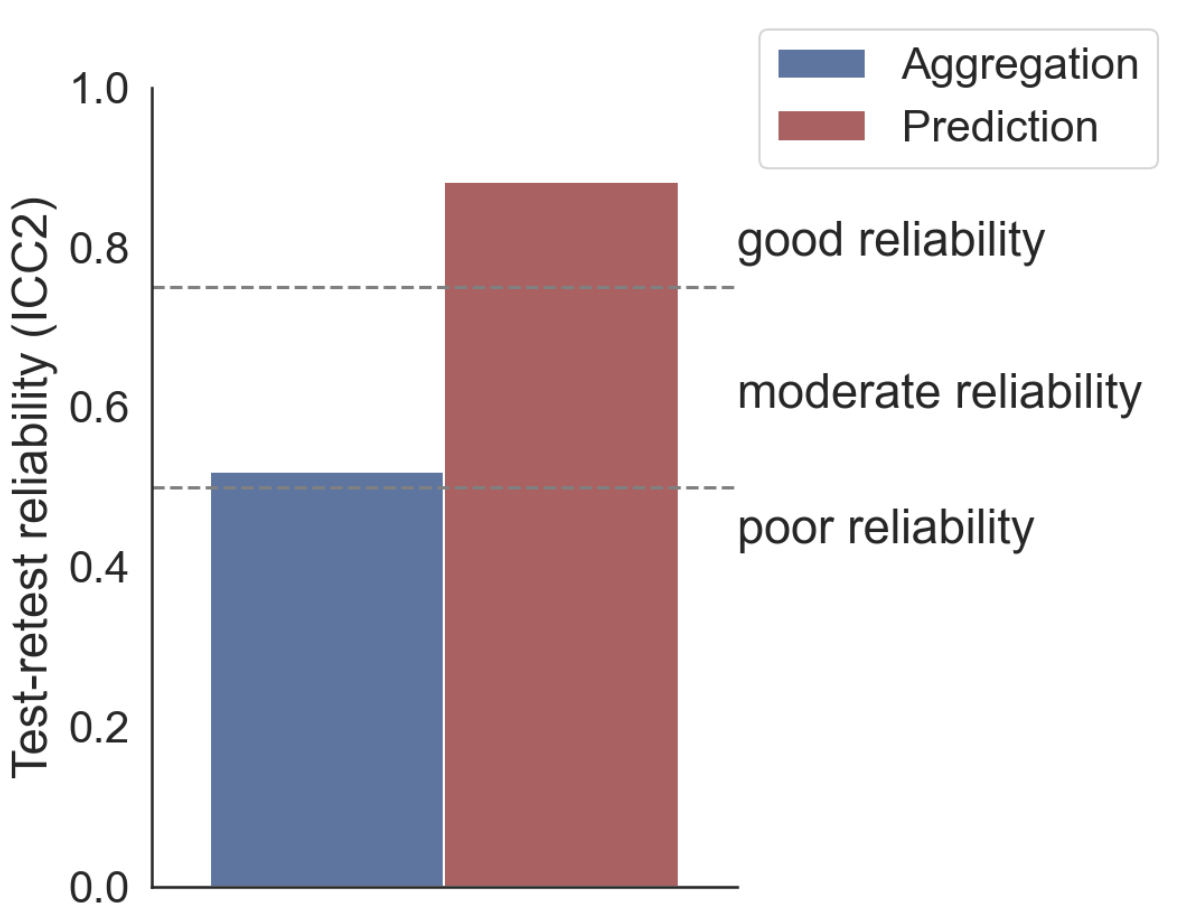 Aggregation
Prediction
Test-retest reliability (ICC2)
1.0
0.8
0.6
0.4
0.2
0.0
good reliability
moderate reliability
poor reliability